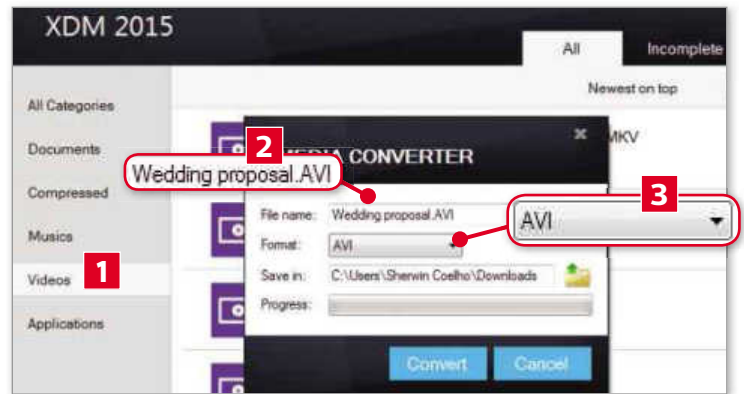 XDM 2015
All
Incomplete
Newest on top
All Categories
Documents
Compressed
Musics
Videos
Applications
1
MKV
2
CONVERTER
Wedding proposal.AVI
File name: Wedding proposal.AVI
Format: AVI
3
AVI
Save in: C:\Users\Sherwin Coelho\Downloads
Progress:
Convert
Cancel